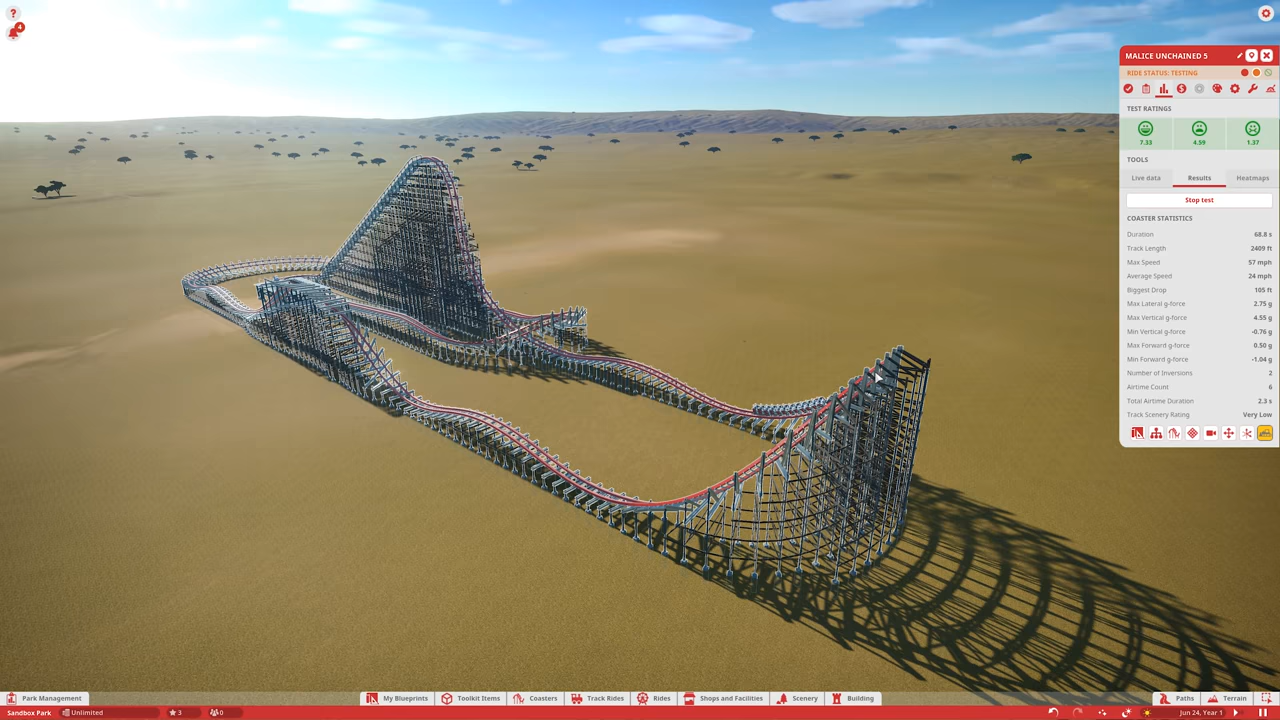 ?
4
MALICE UNCHAINED 5
RIDE STATUS: TESTING
TEST RATINGS
7.33 4.59 1.37
TOOLS
Live data Results Heatmaps
Stop test
COASTER STATISTICS
Duration 68.8 s
Track Length 2409 ft
Max Speed 57 mph
Average Speed 24 mph
Biggest Drop 105 ft
Max Lateral g-force 2.75 g
Max Vertical g-force 4.55 g
Min Vertical g-force -0.76 g
Max Forward g-force 0.50 g
Min Forward g-force -1.04 g
Number of Inversions 2
Airtime Count 6
Total Airtime Duration 2.3 s
Track Scenery Rating Very Low
Park Management My Blueprints Toolkit Items Coasters Track Rides Rides Shops and Facilities Scenery Building Paths Terrain
Sandbox Park Unlimited 3 0 Jun 24, Year 1